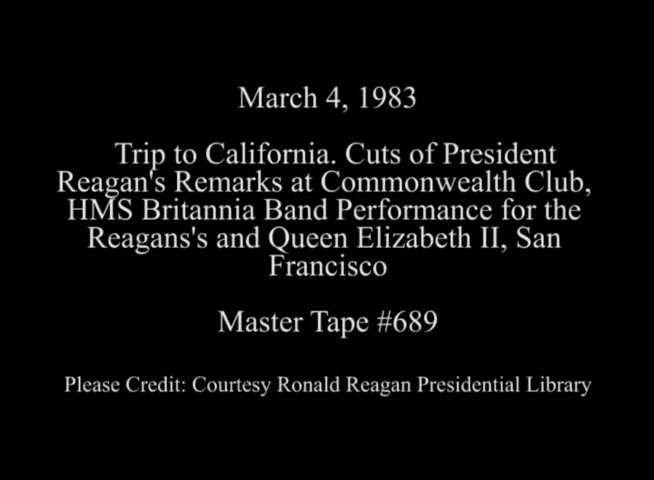 March 4, 1983
Trip to California. Cuts of President
Reagan's Remarks at Commonwealth Club,
HMS Britannia Band Performance for the
Reagans's and Queen Elizabeth II, San
Francisco
Master Tape #689
Please Credit: Courtesy Ronald Reagan Presidential Library